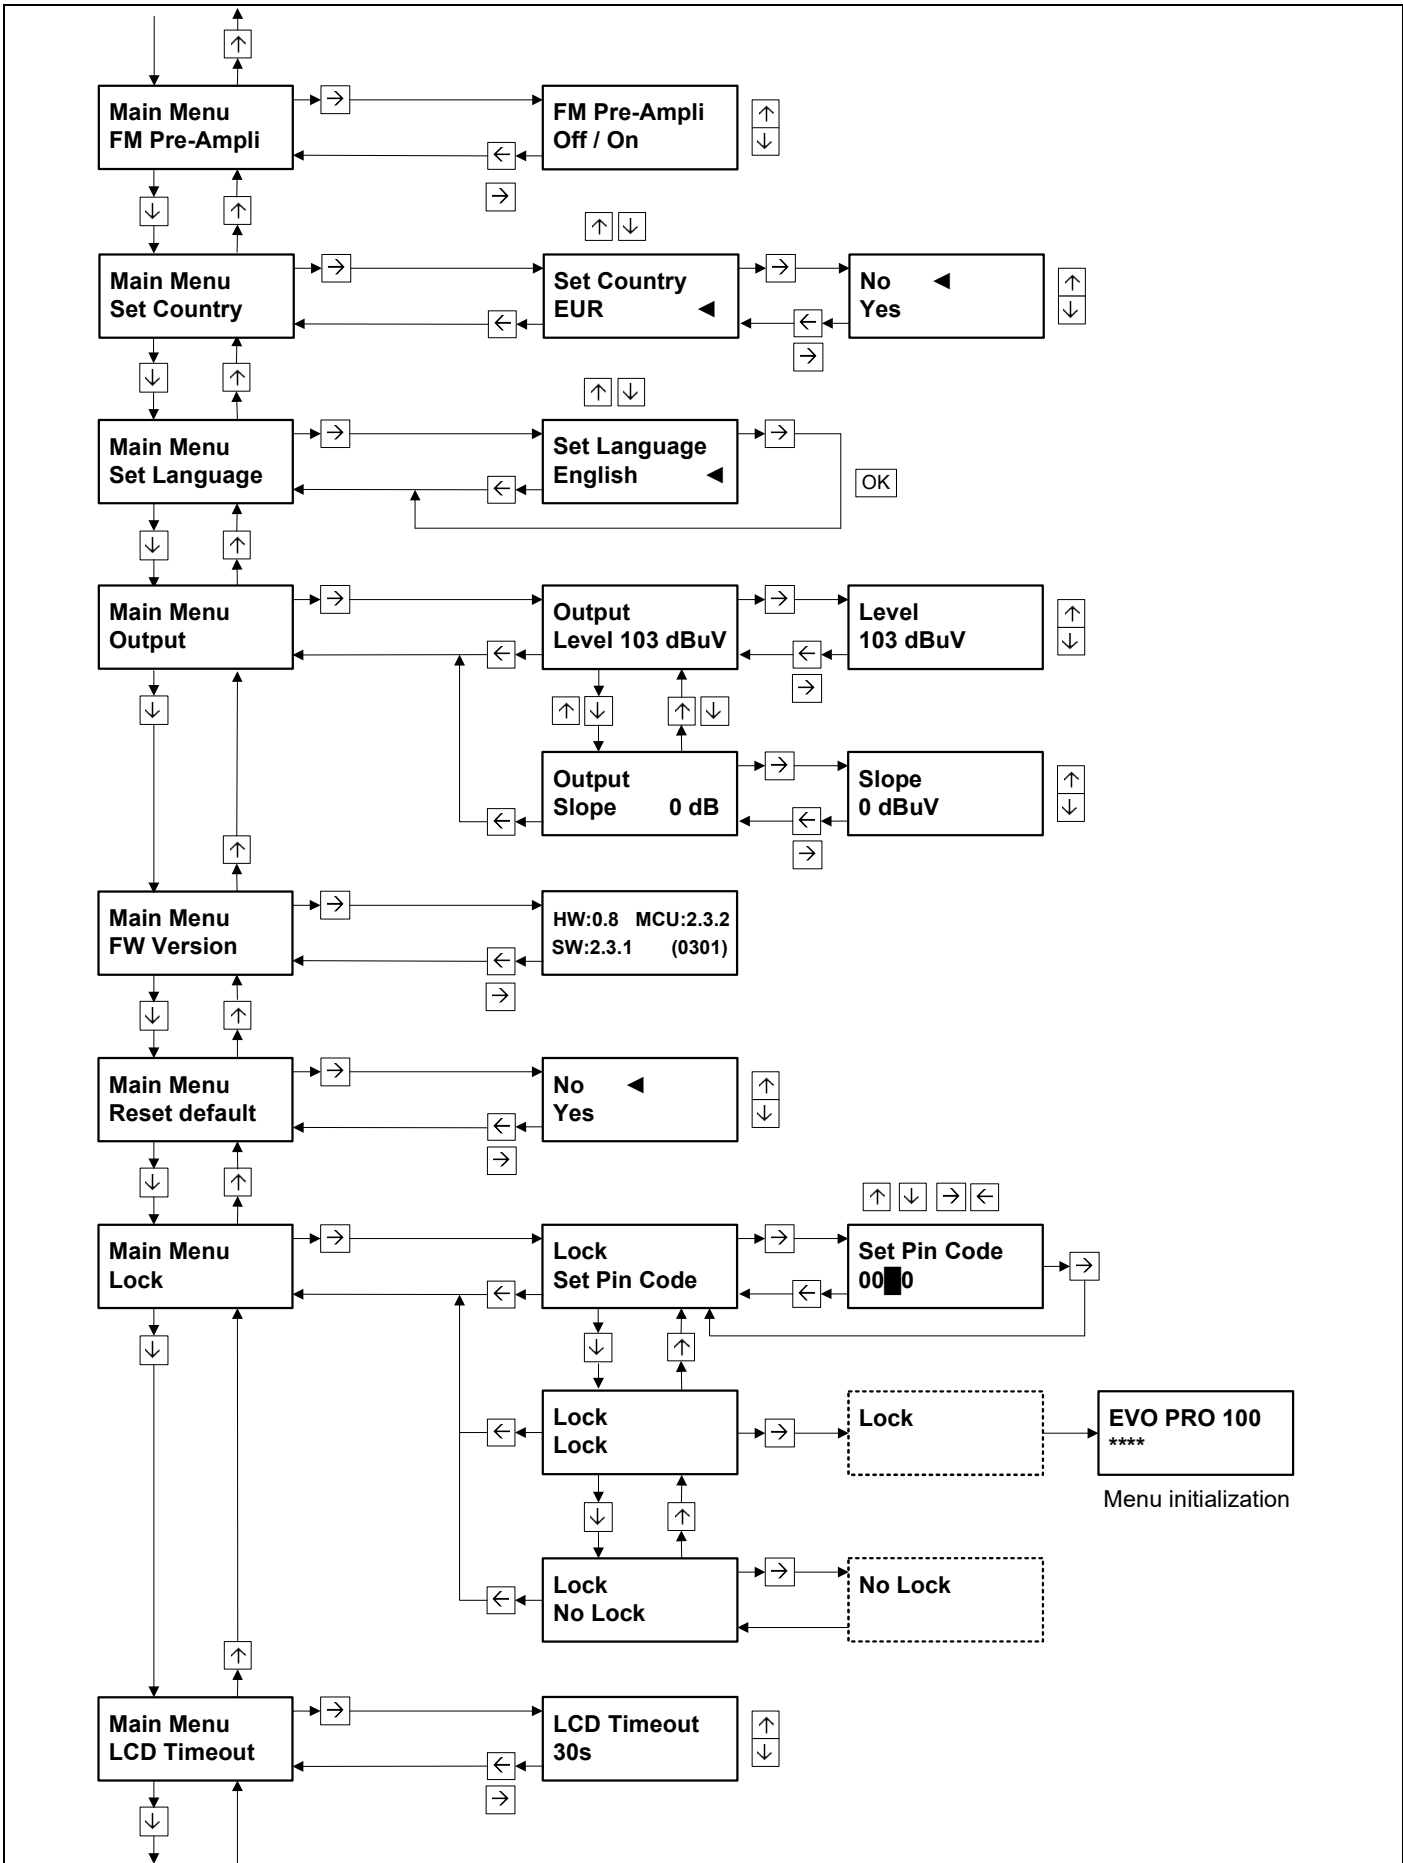 ↑
Main Menu
FM Pre-Ampli
→
FM Pre-Ampli
Off / On
↑
↓
←
→
↓
↑
↑ ↓
Main Menu
Set Country
→
Set Country
EUR ◄
→
No ◄
Yes
↑
↓
←
←
→
↓
↑
↑ ↓
Main Menu
Set Language
→
Set Language
English ◄
→
←
OK
↓
↑
Main Menu
Output
→
Output
Level 103 dBuV
→
Level
103 dBuV
↑
↓
←
←
→
↓
↑ ↓
↑ ↓
Output
Slope 0 dB
→
Slope
0 dBuV
↑
↓
←
←
→
↑
Main Menu
FW Version
→
HW:0.8 MCU:2.3.2
SW:2.3.1 (0301)
←
→
↓
↑
Main Menu
Reset default
→
No ◄
Yes
↑
↓
←
→
↓
↑
↑ ↓ → ←
Main Menu
Lock
→
Lock
Set Pin Code
→
Set Pin Code
00█0
→
←
←
↓
↓
↑
Lock
Lock
←
→
Lock
EVO PRO 100
****
Menu initialization
↓
↑
Lock
No Lock
←
→
No Lock
↑
Main Menu
LCD Timeout
→
LCD Timeout
30s
↑
↓
←
→
↓